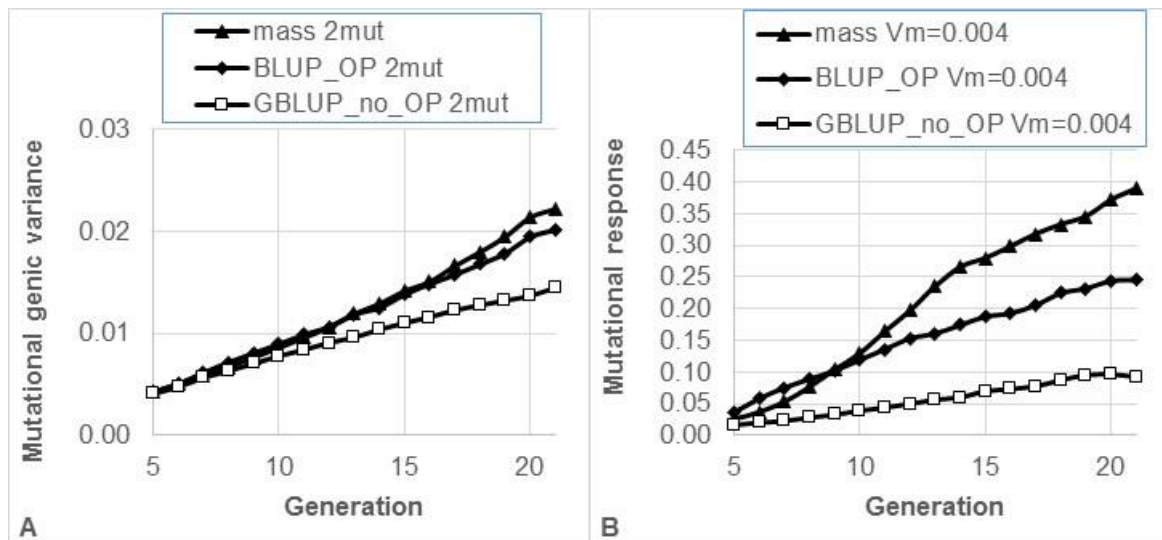 mass 2mut
BLUP_OP 2mut
GBLUP_no_OP 2mut
Mutational genic variance
0.03
0.02
0.01
0.00
5
10
15
20
Generation
A
mass Vm=0.004
BLUP_OP Vm=0.004
GBLUP_no_OP Vm=0.004
Mutational response
0.45
0.40
0.35
0.30
0.25
0.20
0.15
0.10
0.05
0.00
5
10
15
20
Generation
B